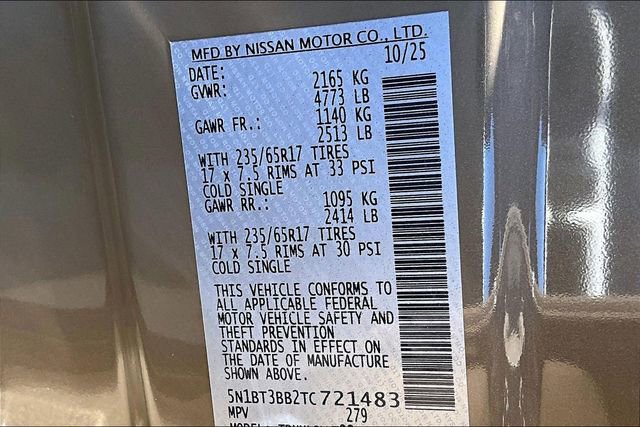 MFD BY NISSAN MOTOR CO., LTD.
DATE: 10/25
GVWR: 2165 KG
4773 LB
GAWR FR.: 1140 KG
2513 LB
WITH 235/65R17 TIRES
17 x 7.5 RIMS AT 33 PSI
COLD SINGLE
GAWR RR.: 1095 KG
2414 LB
WITH 235/65R17 TIRES
17 x 7.5 RIMS AT 30 PSI
COLD SINGLE
THIS VEHICLE CONFORMS TO
ALL APPLICABLE FEDERAL
MOTOR VEHICLE SAFETY AND
THEFT PREVENTION
STANDARDS IN EFFECT ON
THE DATE OF MANUFACTURE
SHOWN ABOVE.
5N1BT3BB2TC721483
MPV 279